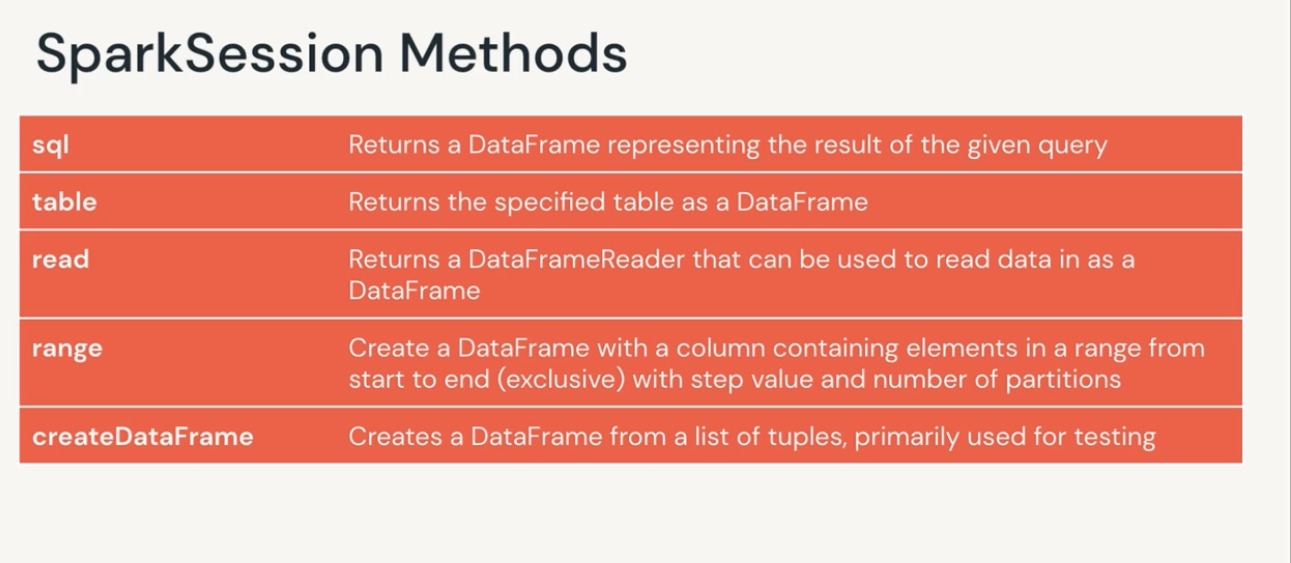 SparkSession Methods
sql Returns a DataFrame representing the result of the given query
table Returns the specified table as a DataFrame
read Returns a DataFrameReader that can be used to read data in as a
DataFrame
range Create a DataFrame with a column containing elements in a range from
start to end (exclusive) with step value and number of partitions
createDataFrame Creates a DataFrame from a list of tuples, primarily used for testing